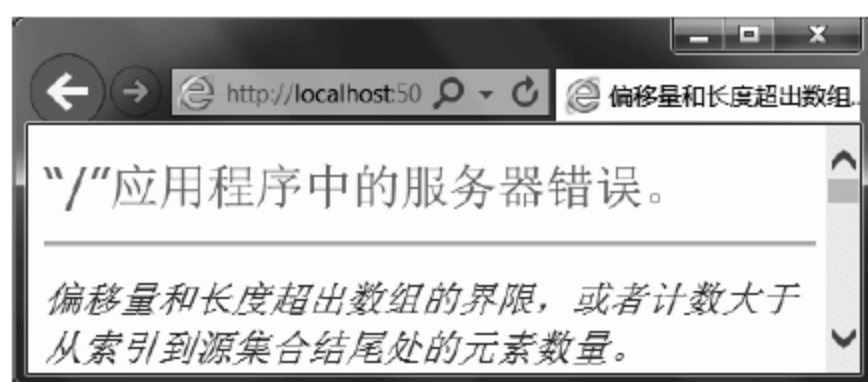 http://localhost:50
偏移量和长度超出数组...
“/”应用程序中的服务器错误。
偏移量和长度超出数组的界限，或者计数大于
从索引到源集合结尾处的元素数量。